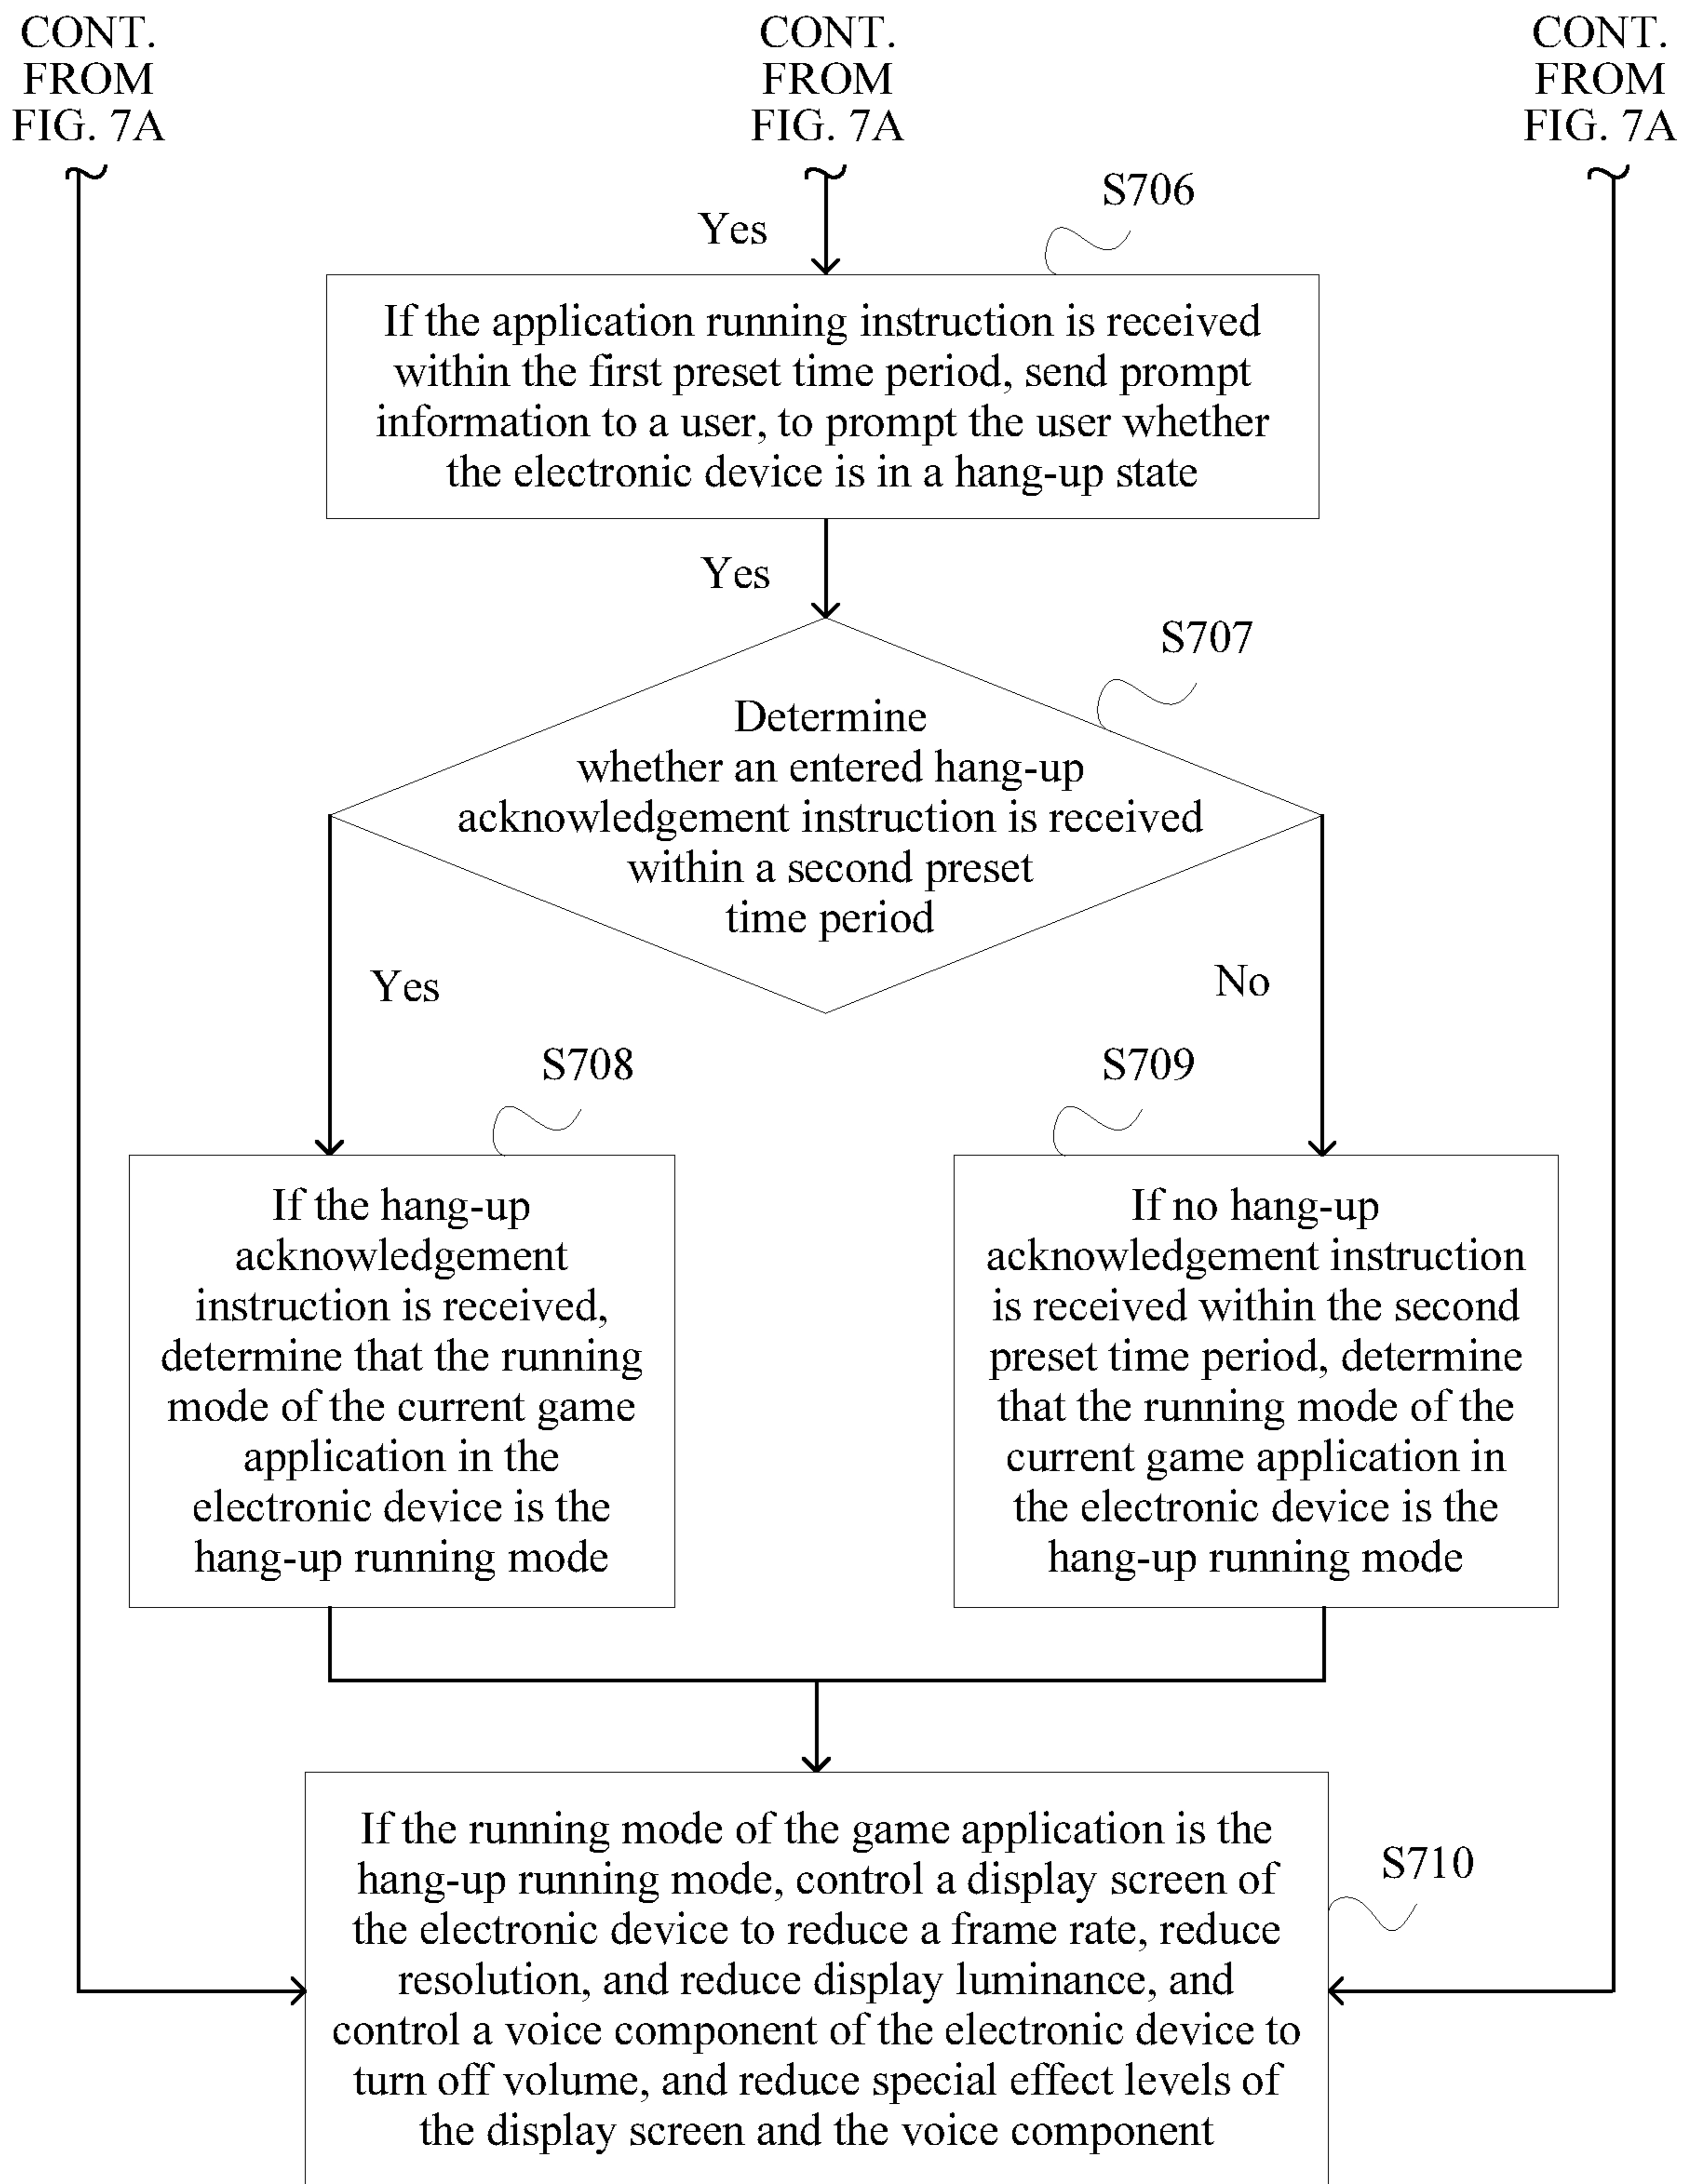 CONT.
FROM
FIG. 7A
CONT.
FROM
FIG. 7A
CONT.
FROM
FIG. 7A
S706
Yes
If the application running instruction is received
within the first preset time period, send prompt
information to a user, to prompt the user whether
the electronic device is in a hang-up state
Yes
S707
Determine
whether an entered hang-up
acknowledgement instruction is received
within a second preset
time period
Yes
No
S708
S709
If the hang-up
acknowledgement
instruction is received,
determine that the running
mode of the current game
application in the
electronic device is the
hang-up running mode
If no hang-up
acknowledgement instruction
is received within the second
preset time period, determine
that the running mode of the
current game application in
the electronic device is the
hang-up running mode
If the running mode of the game application is the
hang-up running mode, control a display screen of
the electronic device to reduce a frame rate, reduce
resolution, and reduce display luminance, and
control a voice component of the electronic device to
turn off volume, and reduce special effect levels of
the display screen and the voice component
S710